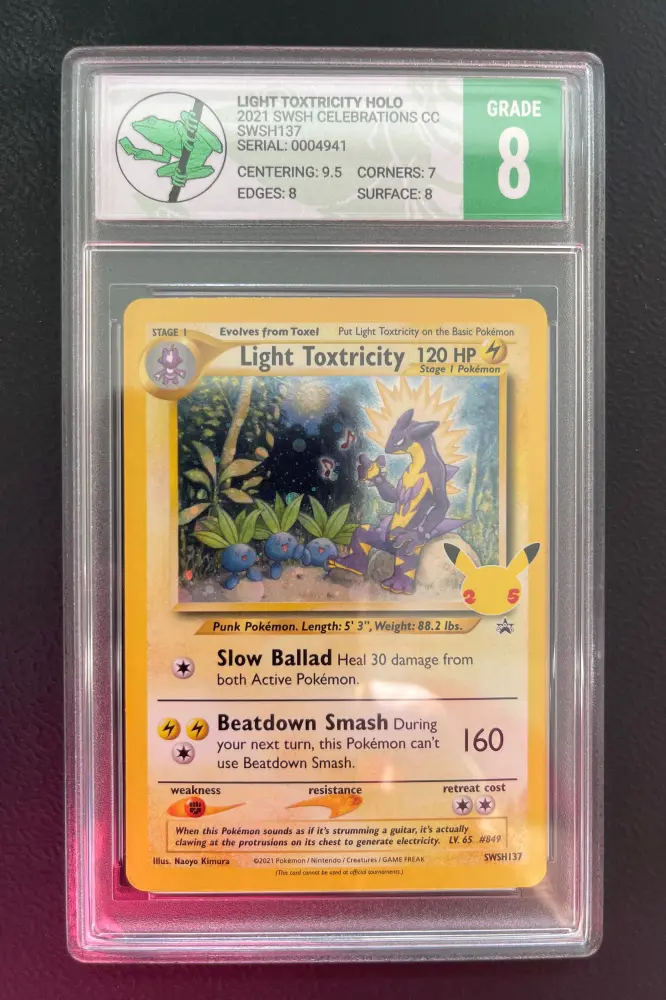 LIGHT TOXTRICITY HOLO
2021 SWSH CELEBRATIONS CC
SWSH137
SERIAL: 0004941
CENTERING: 9.5 CORNERS: 7
EDGES: 8 SURFACE: 8
GRADE
8
STAGE 1 Evolves from Toxel Put Light Toxtricity on the Basic Pokémon
Light Toxtricity 120 HP
Stage 1 Pokémon
25
Punk Pokémon. Length: 5' 3", Weight: 88.2 lbs.
Slow Ballad Heal 30 damage from
both Active Pokémon.
Beatdown Smash During
your next turn, this Pokémon can't
use Beatdown Smash.
160
weakness resistance retreat cost
When this Pokémon sounds as if it's strumming a guitar, it's actually
clawing at the protrusions on its chest to generate electricity. LV. 65 #849
Illus. Naoyo Kimura ©2021 Pokémon / Nintendo / Creatures / GAME FREAK SWSH137
(This card cannot be used at official tournaments.)